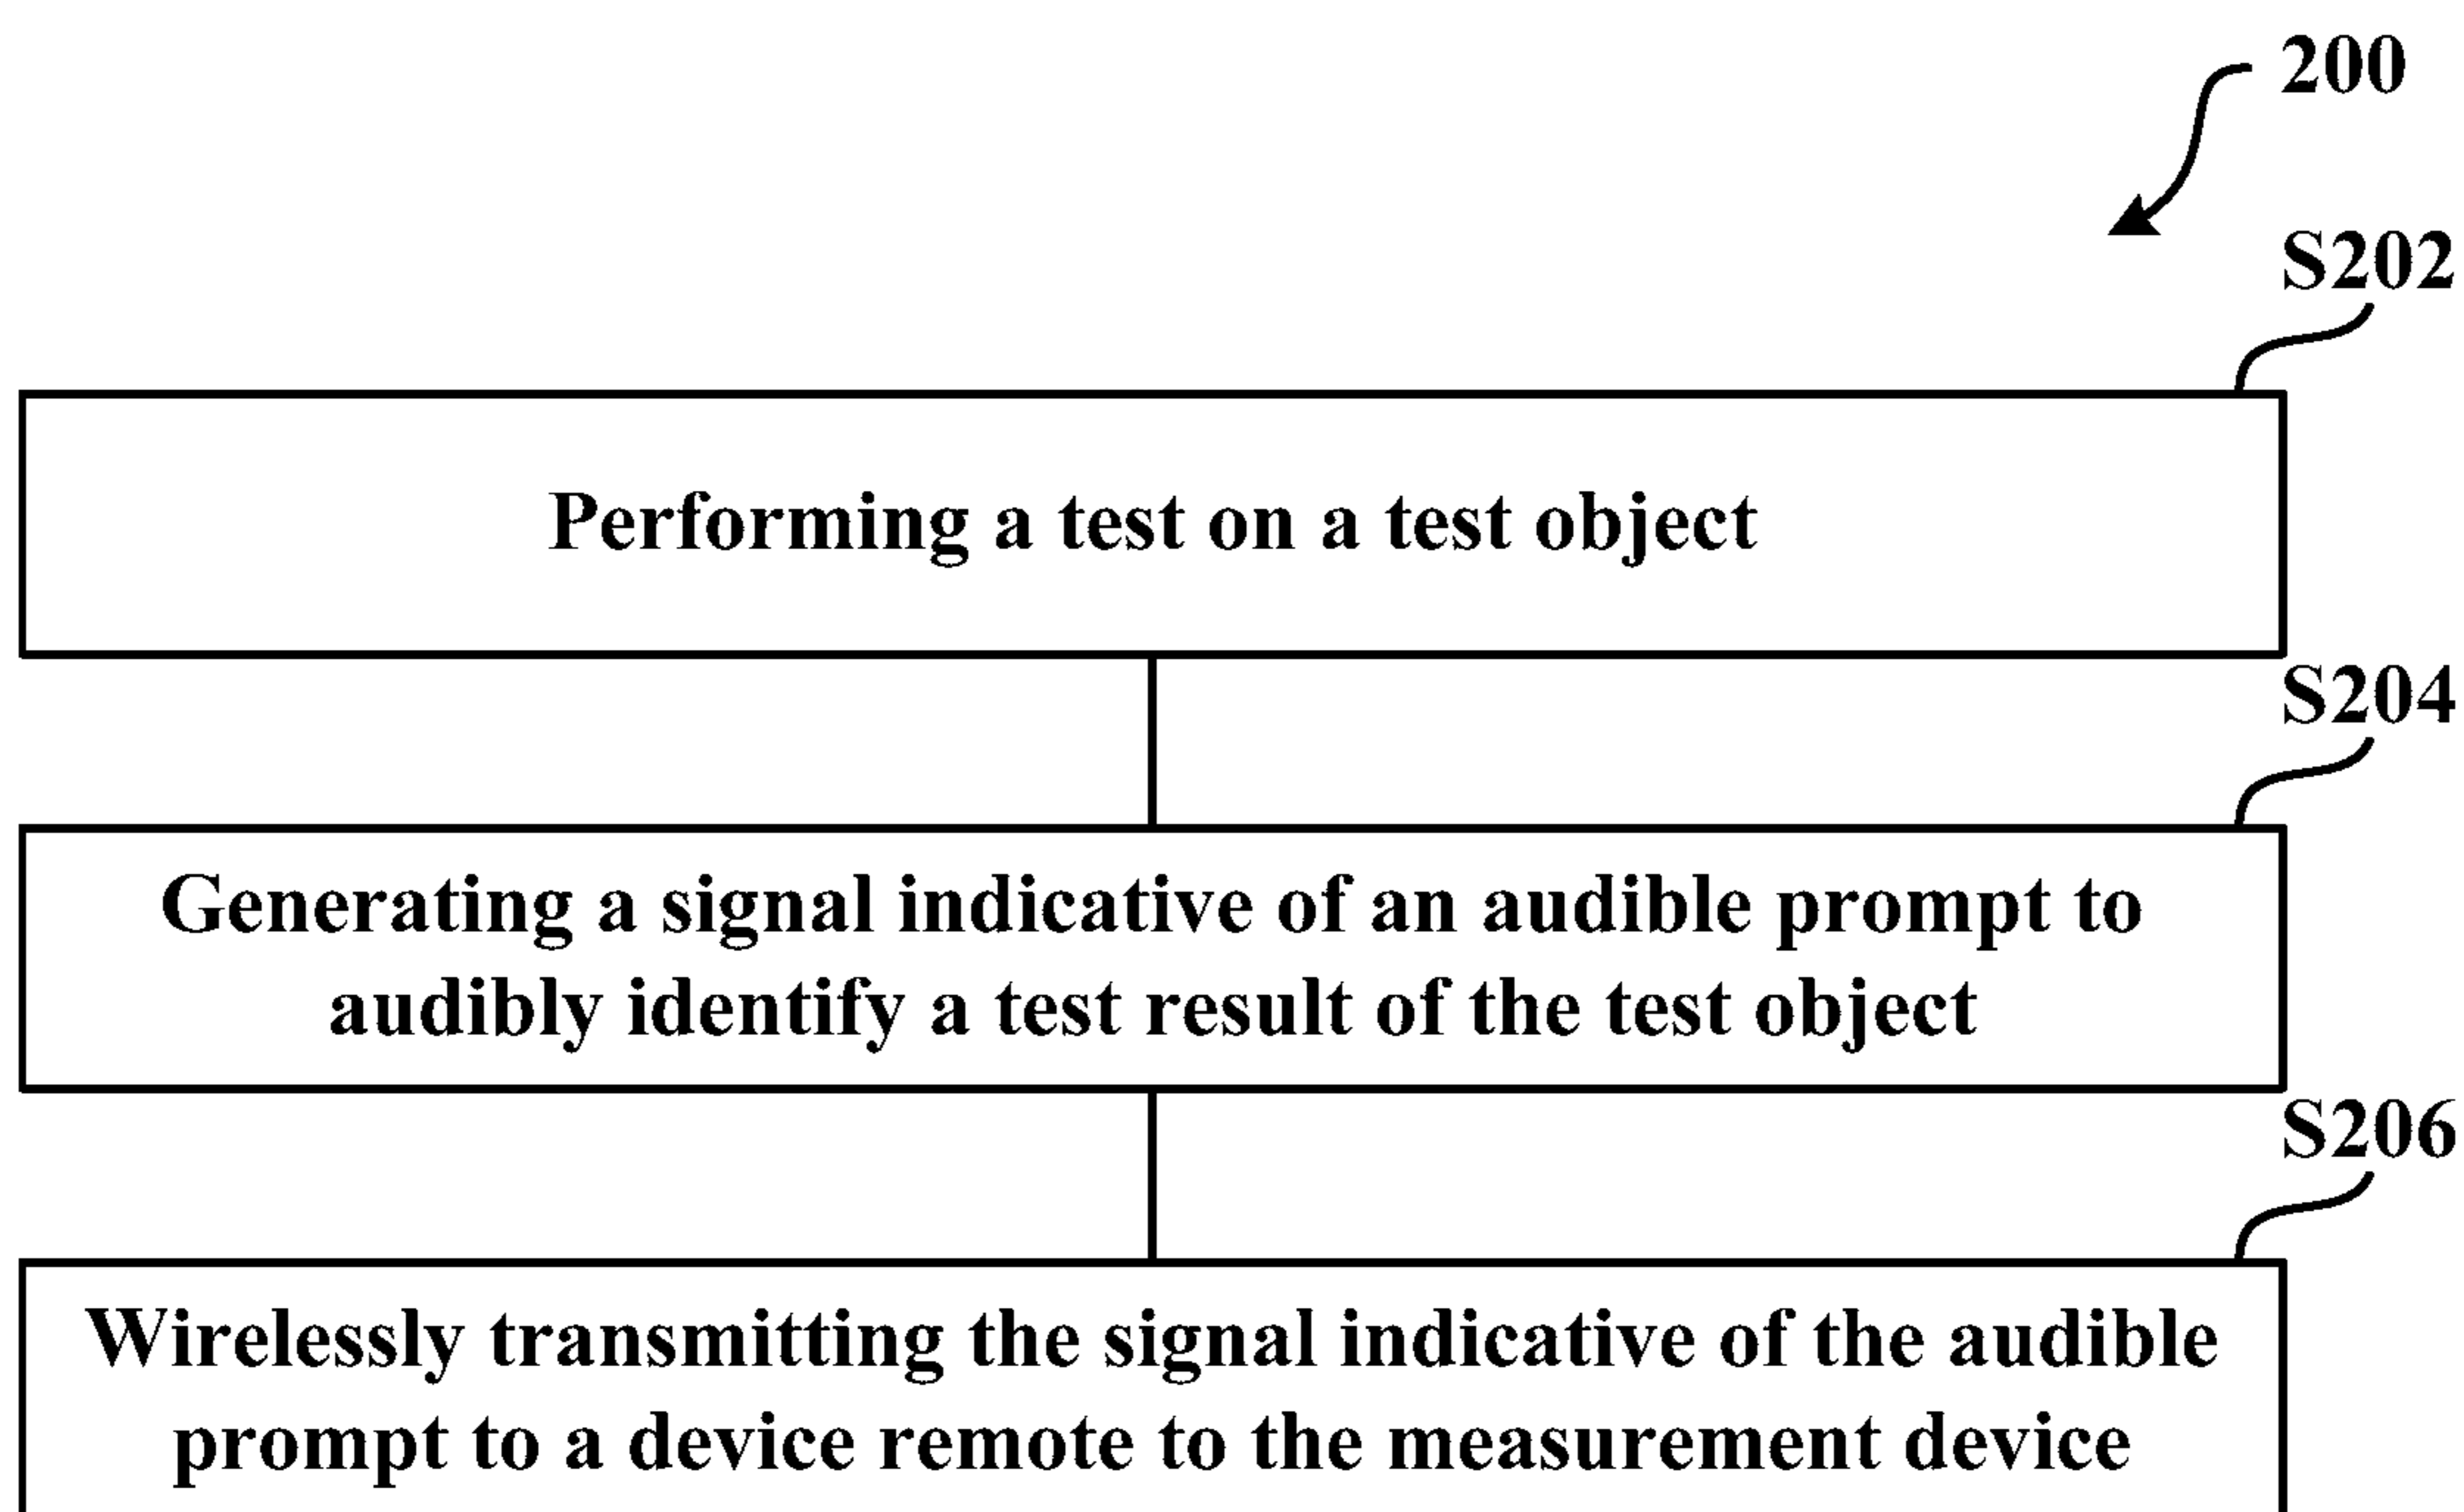 200
S202
Performing a test on a test object
S204
Generating a signal indicative of an audible prompt to
audibly identify a test result of the test object
S206
Wirelessly transmitting the signal indicative of the audible
prompt to a device remote to the measurement device